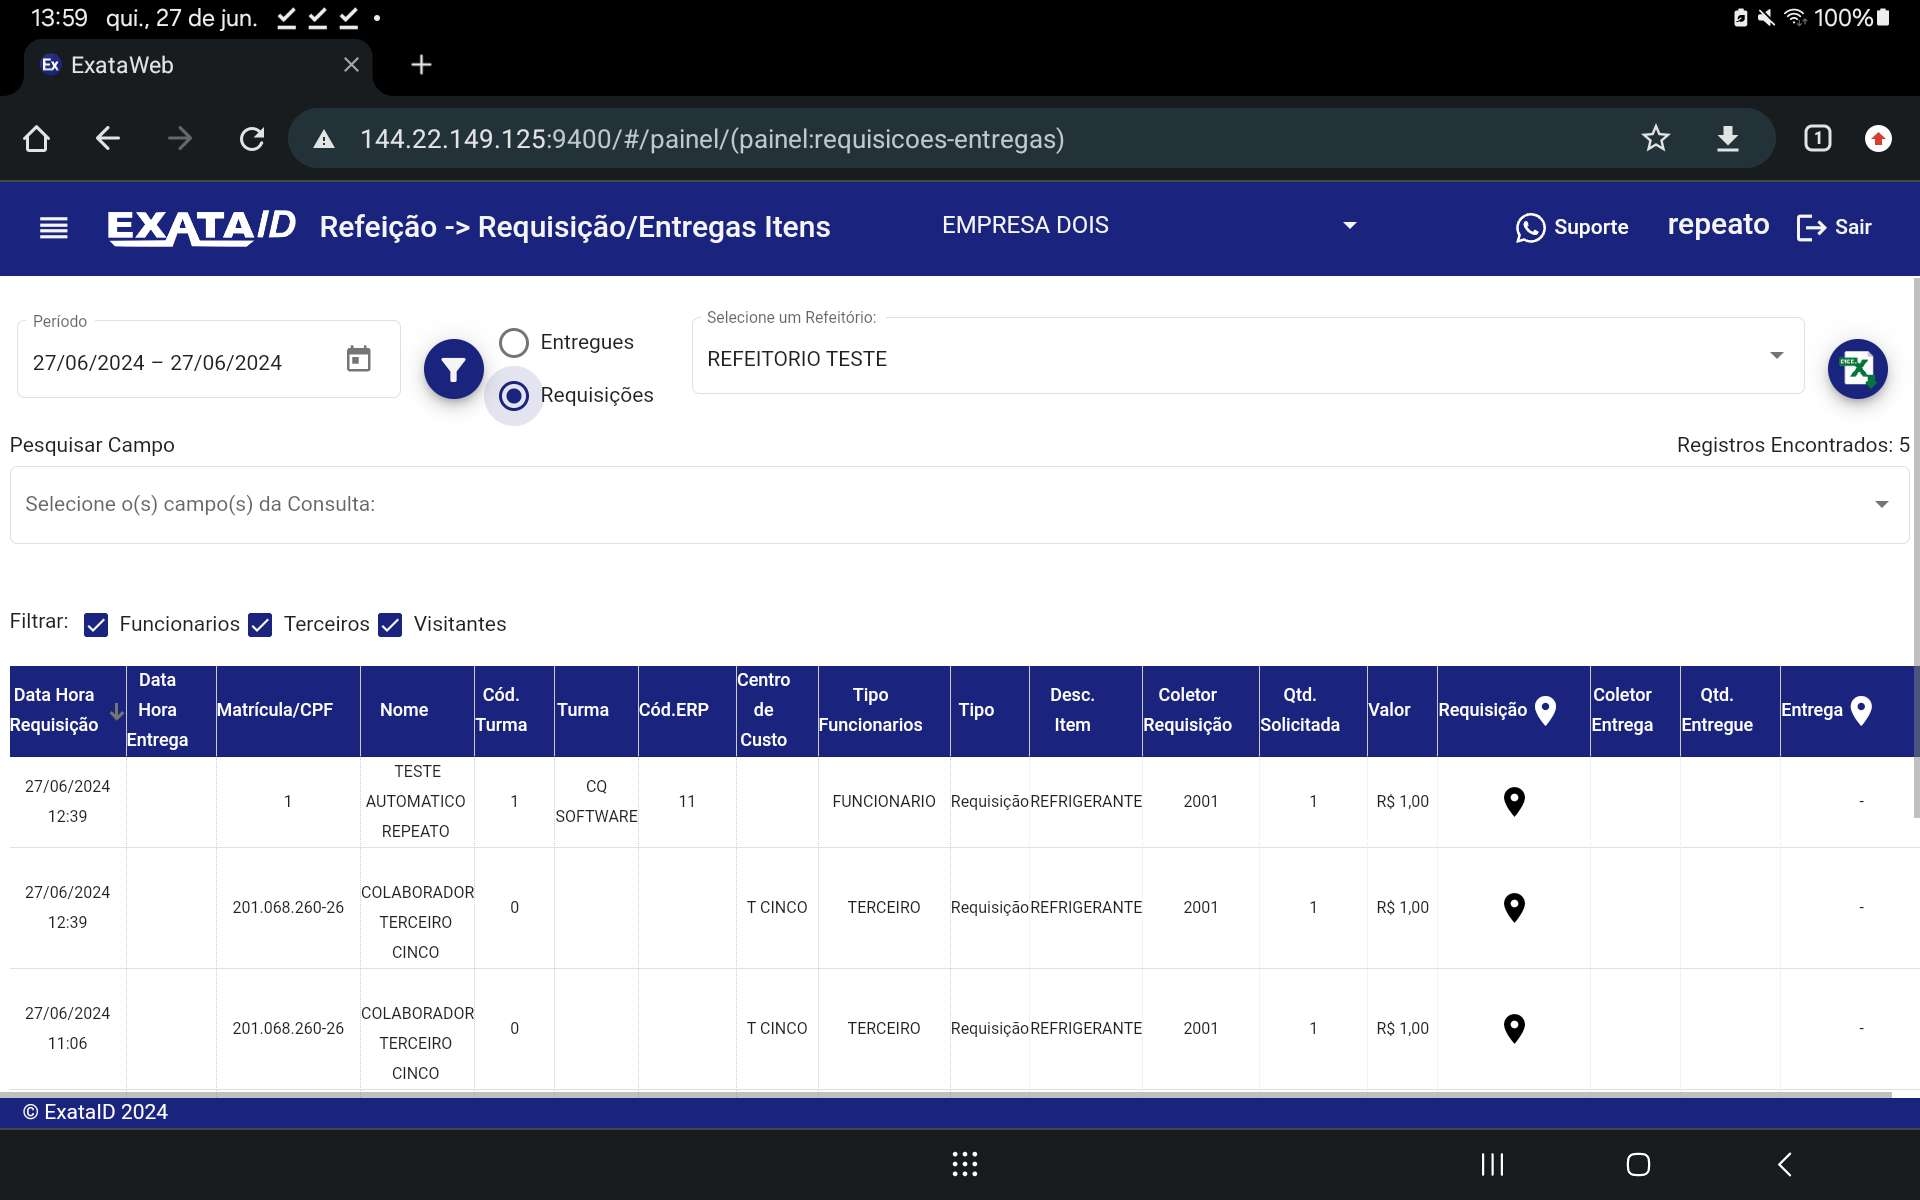 13:59 qui., 27 de jun. 100%
Ex ExataWeb
144.22.149.125:9400/#/painel/(painel:requisicoes-entregas) 1
EXATAID Refeição -> Requisição/Entregas Itens EMPRESA DOIS Suporte repeato Sair
Período
27/06/2024 – 27/06/2024
Entregues
Requisições
Selecione um Refeitório:
REFEITORIO TESTE
Pesquisar Campo Registros Encontrados: 5
Selecione o(s) campo(s) da Consulta:
Filtrar: Funcionarios Terceiros Visitantes
Data Hora Requisição Data Hora Entrega Matrícula/CPF Nome Cód. Turma Turma Cód.ERP Centro de Custo Tipo Funcionarios Tipo Desc. Item Coletor Requisição Qtd. Solicitada Valor Requisição Coletor Entrega Qtd. Entregue Entrega
27/06/2024 12:39 1 TESTE AUTOMATICO REPEATO 1 CQ SOFTWARE 11 FUNCIONARIO Requisição REFRIGERANTE 2001 1 R$ 1,00 -
27/06/2024 12:39 201.068.260-26 COLABORADOR TERCEIRO CINCO 0 T CINCO TERCEIRO Requisição REFRIGERANTE 2001 1 R$ 1,00 -
27/06/2024 11:06 201.068.260-26 COLABORADOR TERCEIRO CINCO 0 T CINCO TERCEIRO Requisição REFRIGERANTE 2001 1 R$ 1,00 -
© ExataID 2024